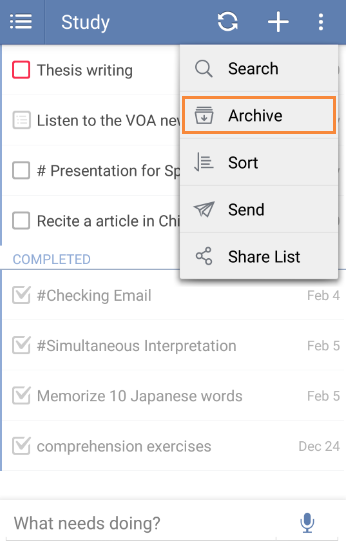 Study
Search
Archive
Sort
Send
Share List
Thesis writing
Listen to the VOA
# Presentation for
Recite a article in
COMPLETED
#Checking Email Feb 4
#Simultaneous Interpretation Feb 5
Memorize 10 Japanese words Feb 5
comprehension exercises Dec 24
What needs doing?